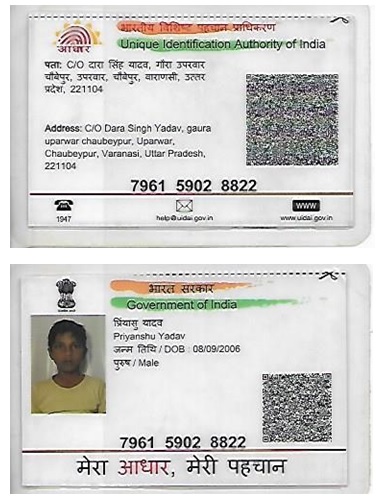 भारतीय विशिष्ट पहचान प्राधिकरण
Unique Identification Authority of India
आधार
पता: C/O दारा सिंह यादव, गौरा उपरवार
चौबेपुर, उपरवार, चौबेपुर, वाराणसी, उत्तर
प्रदेश, 221104
Address: C/O Dara Singh Yadav, gaura
uparwar chaubeypur, Uparwar,
Chaubeypur, Varanasi, Uttar Pradesh,
221104
7961 5902 8822
1947
help@uidai.gov.in
www
www.uidai.gov.in
भारत सरकार
Government of India
प्रियांसु यादव
Priyanshu Yadav
जन्म तिथि / DOB : 08/09/2006
पुरुष / Male
7961 5902 8822
मेरा आधार, मेरी पहचान